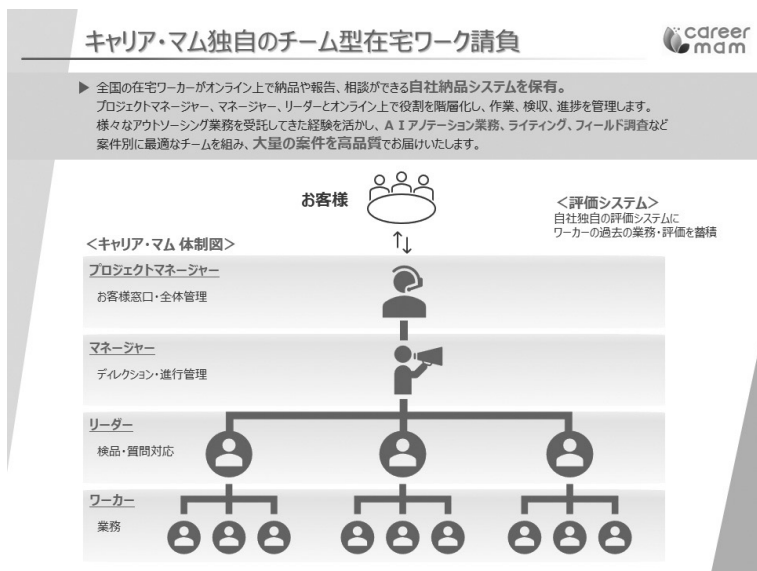 キャリア・マム独自のチーム型在宅ワーク請負
career
mam
▶ 全国の在宅ワーカーがオンライン上で納品や報告、相談ができる自社納品システムを保有。
プロジェクトマネージャー、マネージャー、リーダーとオンライン上で役割を階層化し、作業、検収、進捗を管理します。
様々なアウトソーシング業務を受託してきた経験を活かし、ＡＩアノテーション業務、ライティング、フィールド調査など
案件別に最適なチームを組み、大量の案件を高品質でお届けいたします。
お客様
＜評価システム＞
自社独自の評価システムに
ワーカーの過去の業務・評価を蓄積
＜キャリア・マム 体制図＞
プロジェクトマネージャー
お客様窓口・全体管理
マネージャー
ディレクション・進行管理
リーダー
検品・質問対応
ワーカー
業務